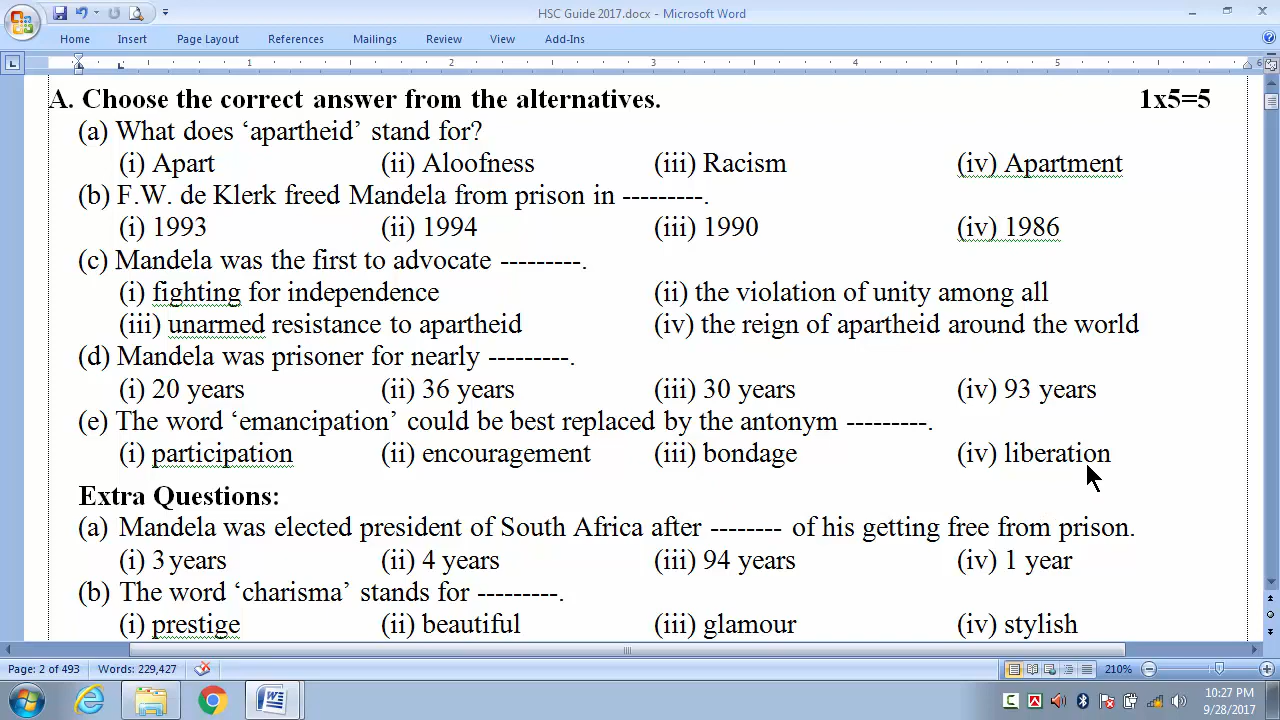 HSC Guide 2017.docx - Microsoft Word
Home Insert Page Layout References Mailings Review View Add-Ins
1 2 3 4 5 6
A. Choose the correct answer from the alternatives. 1x5=5
(a) What does ‘apartheid’ stand for?
(i) Apart (ii) Aloofness (iii) Racism (iv) Apartment
(b) F.W. de Klerk freed Mandela from prison in ---------.
(i) 1993 (ii) 1994 (iii) 1990 (iv) 1986
(c) Mandela was the first to advocate ---------.
(i) fighting for independence (ii) the violation of unity among all
(iii) unarmed resistance to apartheid (iv) the reign of apartheid around the world
(d) Mandela was prisoner for nearly ---------.
(i) 20 years (ii) 36 years (iii) 30 years (iv) 93 years
(e) The word ‘emancipation’ could be best replaced by the antonym ---------.
(i) participation (ii) encouragement (iii) bondage (iv) liberation
Extra Questions:
(a) Mandela was elected president of South Africa after -------- of his getting free from prison.
(i) 3 years (ii) 4 years (iii) 94 years (iv) 1 year
(b) The word ‘charisma’ stands for ---------.
(i) prestige (ii) beautiful (iii) glamour (iv) stylish
Page: 2 of 493 Words: 229,427 210%
10:27 PM
9/28/2017